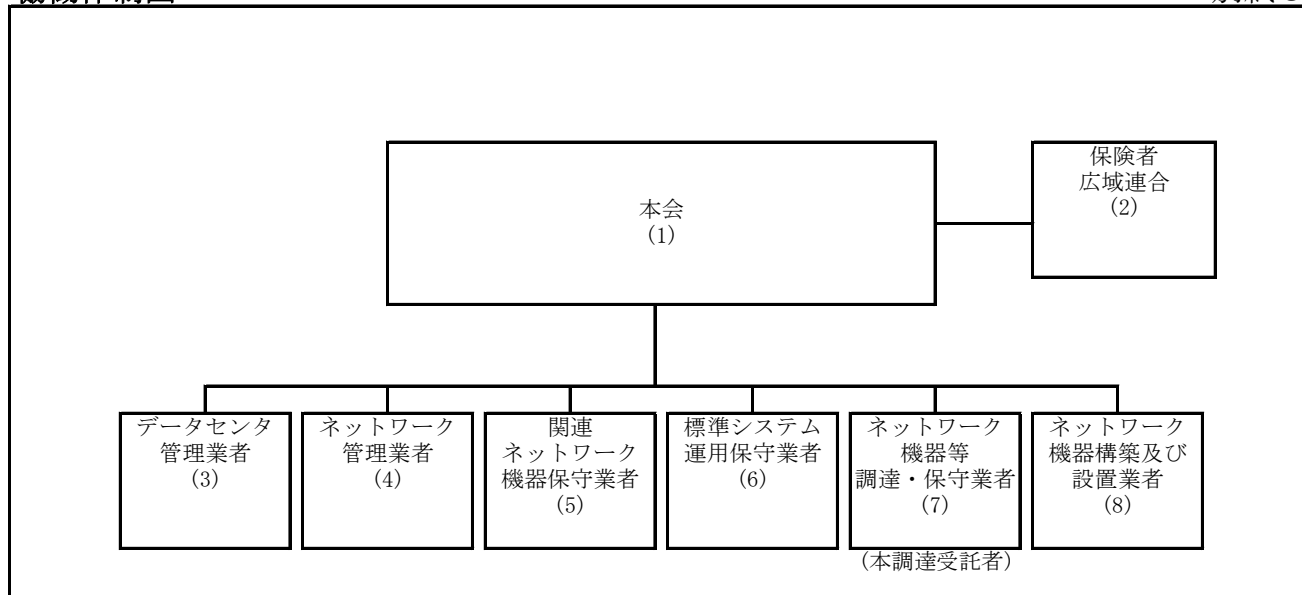 本会
(1)
保険者
広域連合
(2)
データセンタ
管理業者
(3)
ネットワーク
管理業者
(4)
関連
ネットワーク
機器保守業者
(5)
標準システム
運用保守業者
(6)
ネットワーク
機器等
調達・保守業者
(7)
(本調達受託者)
ネットワーク
機器構築及び
設置業者
(8)